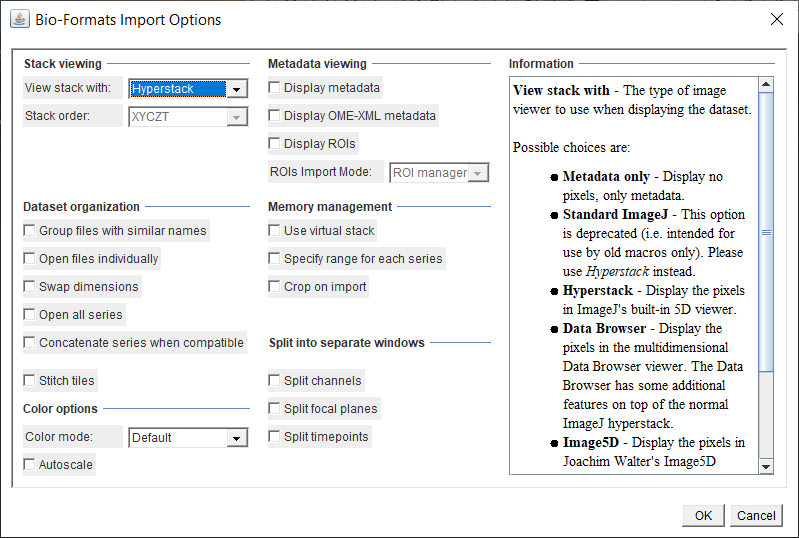 Bio-Formats Import Options
Stack viewing
View stack with: Hyperstack
Stack order: XYCZT
Dataset organization
Group files with similar names
Open files individually
Swap dimensions
Open all series
Concatenate series when compatible
Stitch tiles
Color options
Color mode: Default
Autoscale
Metadata viewing
Display metadata
Display OME-XML metadata
Display ROIs
ROIs Import Mode: ROI manager
Memory management
Use virtual stack
Specify range for each series
Crop on import
Split into separate windows
Split channels
Split focal planes
Split timepoints
Information
View stack with - The type of image
viewer to use when displaying the dataset.
Possible choices are:
● Metadata only - Display no
pixels, only metadata.
● Standard ImageJ - This option
is deprecated (i.e. intended for
use by old macros only). Please
use Hyperstack instead.
● Hyperstack - Display the pixels
in ImageJ's built-in 5D viewer.
● Data Browser - Display the
pixels in the multidimensional
Data Browser viewer. The Data
Browser has some additional
features on top of the normal
ImageJ hyperstack.
● Image5D - Display the pixels in
Joachim Walter's Image5D
OK
Cancel